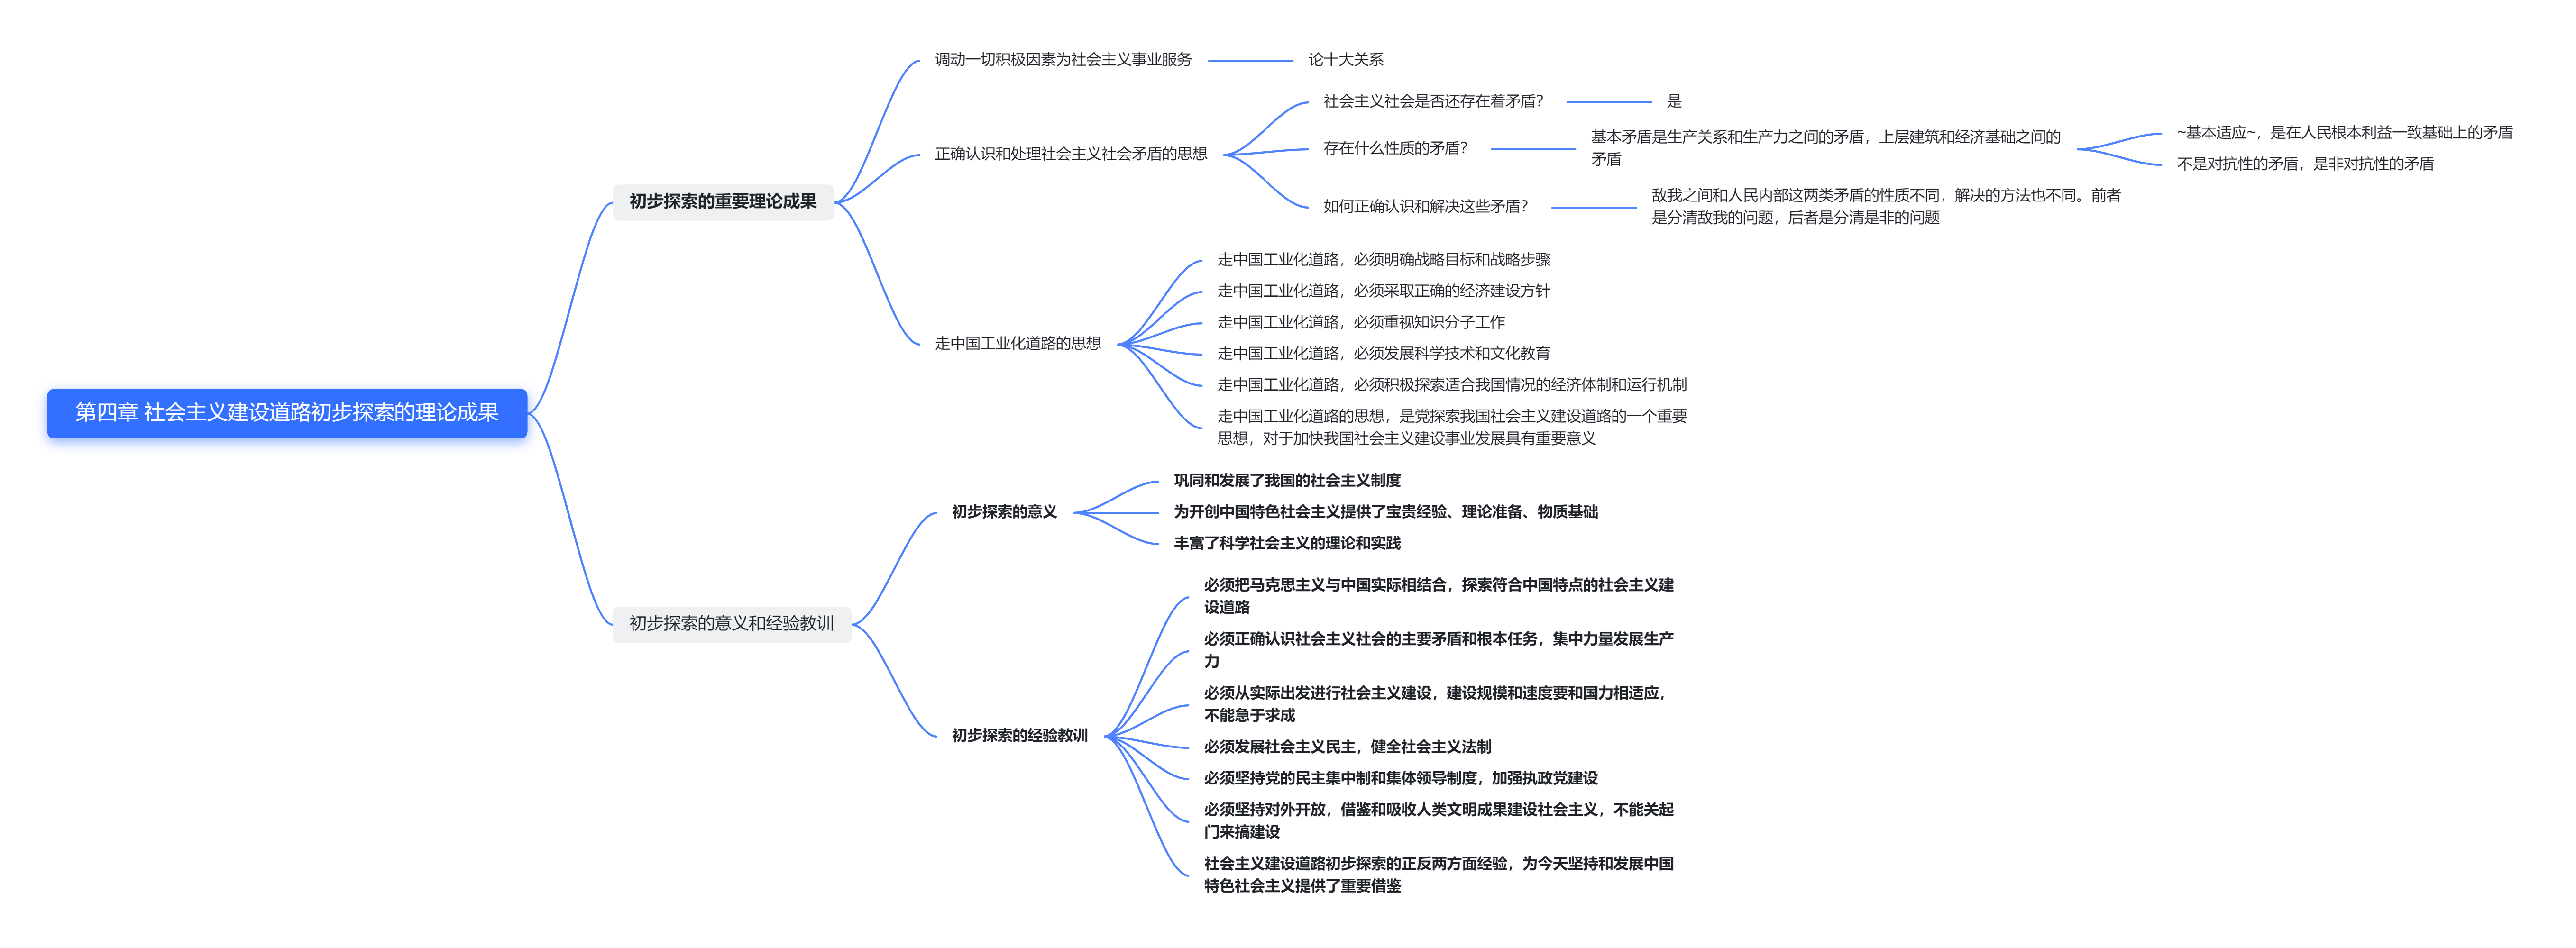 第四章 社会主义建设道路初步探索的理论成果
初步探索的重要理论成果
调动一切积极因素为社会主义事业服务
论十大关系
正确认识和处理社会主义社会矛盾的思想
社会主义社会是否还存在着矛盾？
是
存在什么性质的矛盾？
基本矛盾是生产关系和生产力之间的矛盾，上层建筑和经济基础之间的
矛盾
~基本适应~，是在人民根本利益一致基础上的矛盾
不是对抗性的矛盾，是非对抗性的矛盾
如何正确认识和解决这些矛盾？
敌我之间和人民内部这两类矛盾的性质不同，解决的方法也不同。前者
是分清敌我的问题，后者是分清是非的问题
走中国工业化道路的思想
走中国工业化道路，必须明确战略目标和战略步骤
走中国工业化道路，必须采取正确的经济建设方针
走中国工业化道路，必须重视知识分子工作
走中国工业化道路，必须发展科学技术和文化教育
走中国工业化道路，必须积极探索适合我国情况的经济体制和运行机制
走中国工业化道路的思想，是党探索我国社会主义建设道路的一个重要
思想，对于加快我国社会主义建设事业发展具有重要意义
初步探索的意义和经验教训
初步探索的意义
巩同和发展了我国的社会主义制度
为开创中国特色社会主义提供了宝贵经验、理论准备、物质基础
丰富了科学社会主义的理论和实践
初步探索的经验教训
必须把马克思主义与中国实际相结合，探索符合中国特点的社会主义建
设道路
必须正确认识社会主义社会的主要矛盾和根本任务，集中力量发展生产
力
必须从实际出发进行社会主义建设，建设规模和速度要和国力相适应，
不能急于求成
必须发展社会主义民主，健全社会主义法制
必须坚持党的民主集中制和集体领导制度，加强执政党建设
必须坚持对外开放，借鉴和吸收人类文明成果建设社会主义，不能关起
门来搞建设
社会主义建设道路初步探索的正反两方面经验，为今天坚持和发展中国
特色社会主义提供了重要借鉴